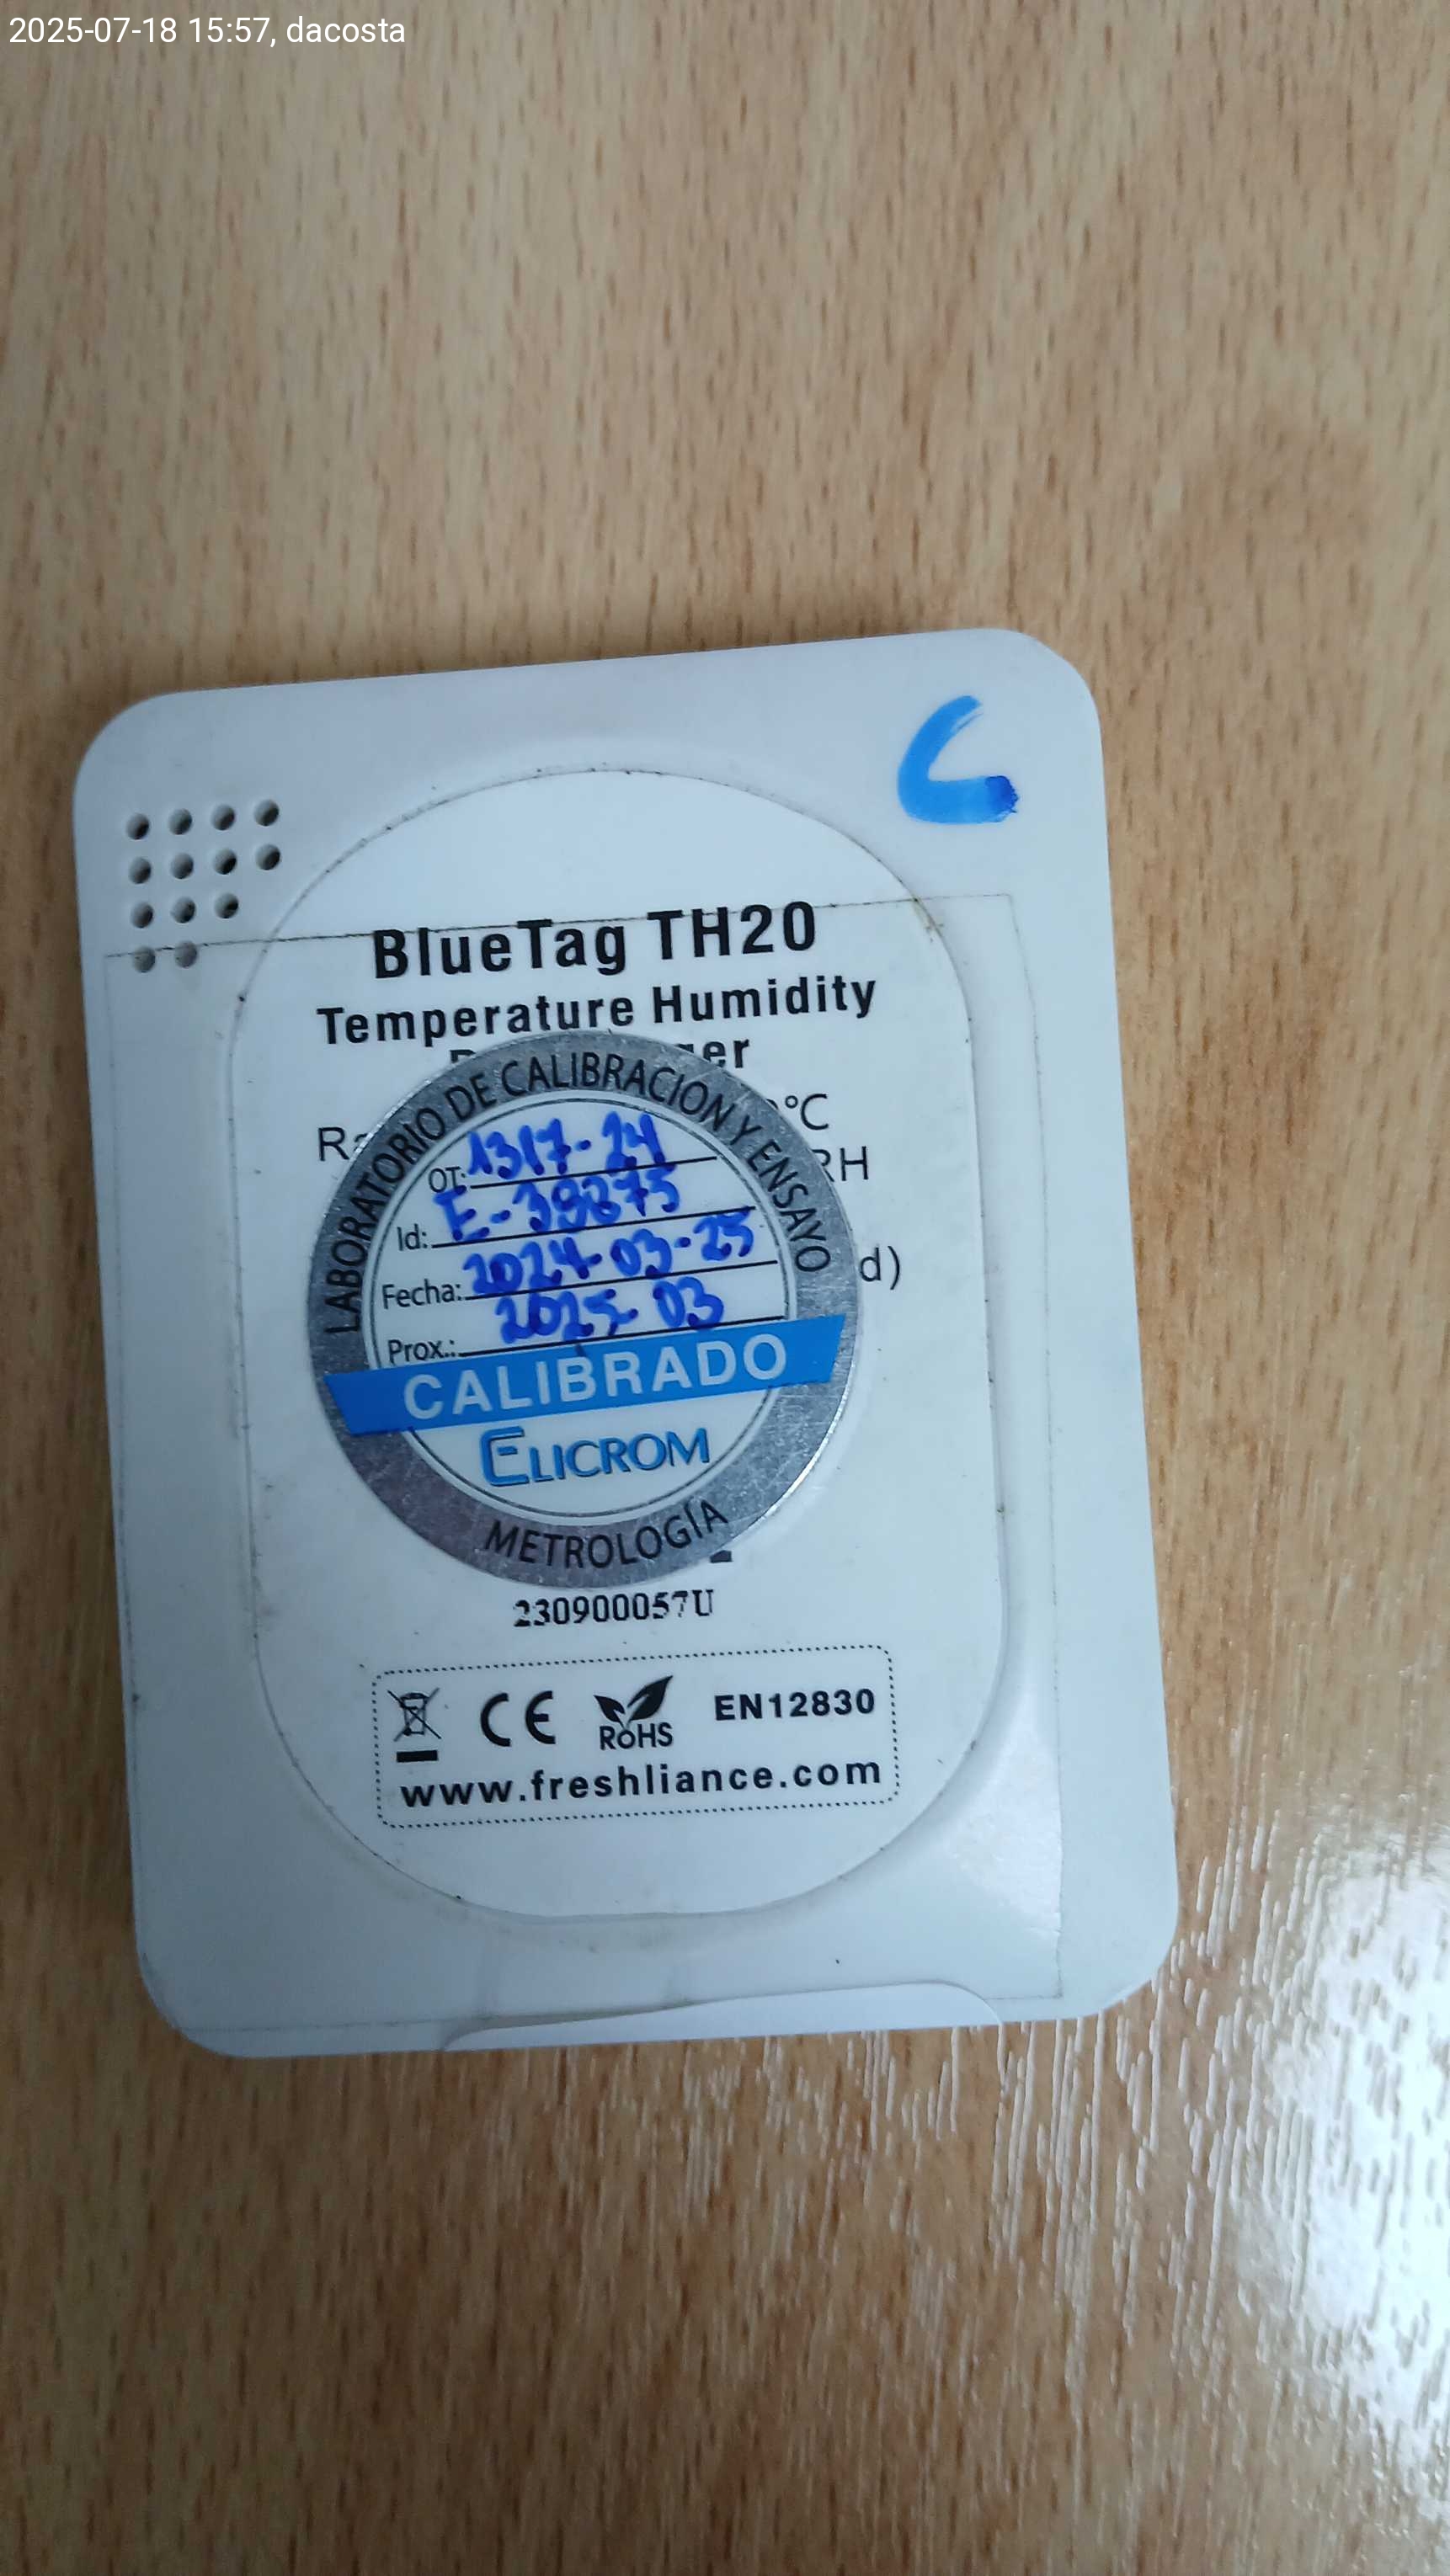 2025-07-18 15:57, dacosta
C
BlueTag TH20
Temperature Humidity
°C
RH
d)
LABORATORIO DE CALIBRACION Y ENSAYO
OT: 1317-24
Id: E-39875
Fecha: 2024-03-25
Prox.: 2025-03
CALIBRADO
ELICROM
METROLOGÍA
230900057U
CE
RoHS
EN12830
www.freshliance.com